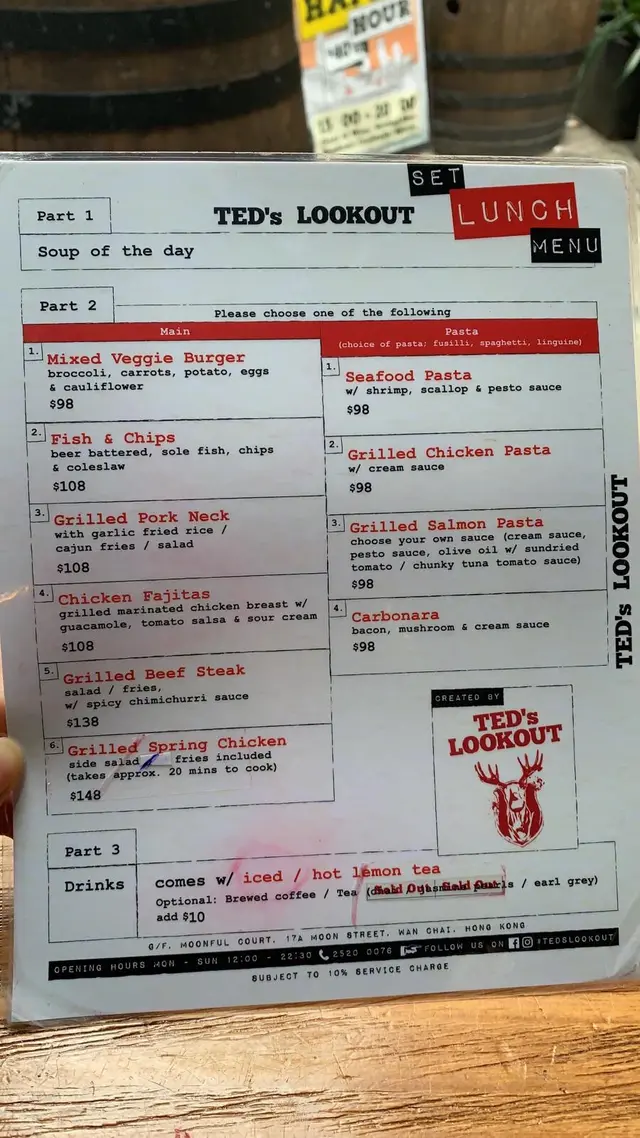 HOUR
Part 1
TED's LOOKOUT
SET
LUNCH
MENU
Soup of the day
Part 2
Please choose one of the following
Main
1. Mixed Veggie Burger
broccoli, carrots, potato, eggs
& cauliflower
$98
2. Fish & Chips
beer battered, sole fish, chips
& coleslaw
$108
3. Grilled Pork Neck
with garlic fried rice /
cajun fries / salad
$108
4. Chicken Fajitas
grilled marinated chicken breast w/
guacamole, tomato salsa & sour cream
$108
5. Grilled Beef Steak
salad / fries,
w/ spicy chimichurri sauce
$138
6. Grilled Spring Chicken
side salad fries included
(takes approx. 20 mins to cook)
$148
Pasta
(choice of pasta; fusilli, spaghetti, linguine)
1. Seafood Pasta
w/ shrimp, scallop & pesto sauce
$98
2. Grilled Chicken Pasta
w/ cream sauce
$98
3. Grilled Salmon Pasta
choose your own sauce (cream sauce,
pesto sauce, olive oil w/ sundried
tomato / chunky tuna tomato sauce)
$98
4. Carbonara
bacon, mushroom & cream sauce
$98
TED's LOOKOUT
CREATED BY
TED's
LOOKOUT
Part 3
Drinks
comes w/ iced / hot lemon tea
Optional: Brewed coffee / Tea ( / earl grey)
Sold Out Sold Out
add $10
G/F. MOONFUL COURT. 17A MOON STREET. WAN CHAI. HONG KONG
OPENING HOURS MON - SUN 12:00 - 22:30 2520 0076 FOLLOW US ON #TEDSLOOKOUT
SUBJECT TO 10% SERVICE CHARGE